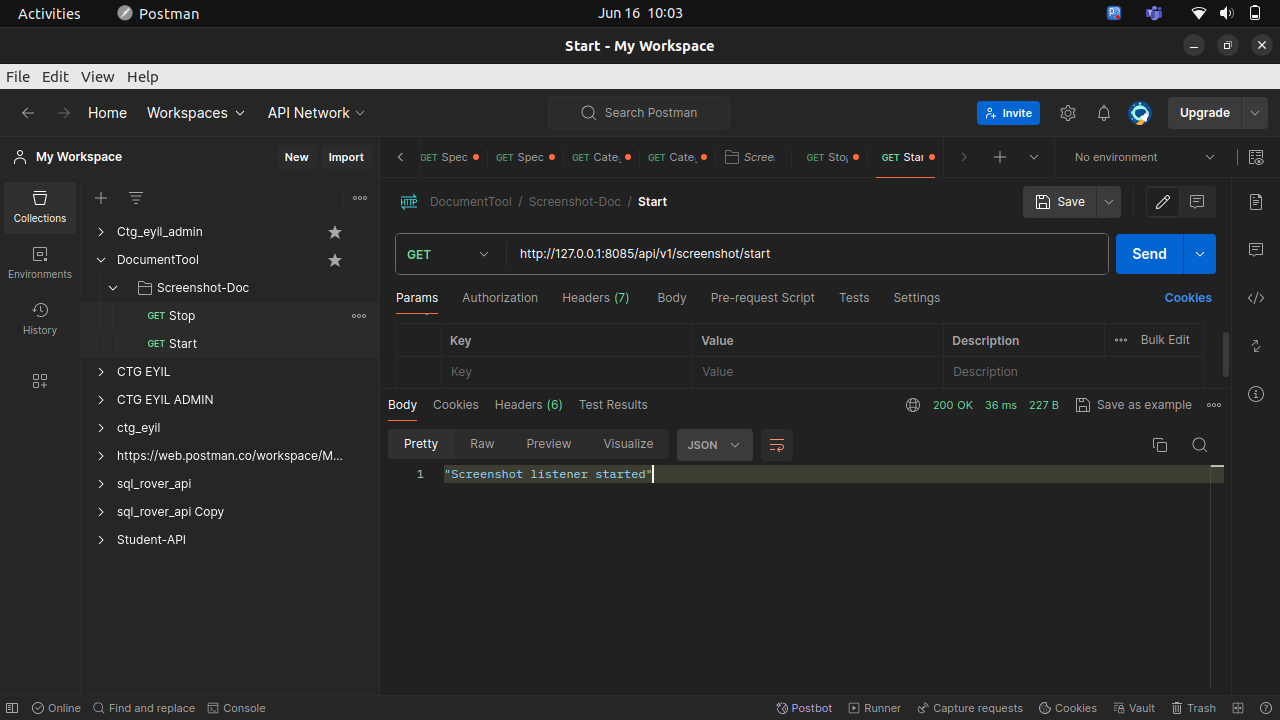 Activities Postman Jun 16 10:03
Start - My Workspace
File Edit View Help
Home Workspaces API Network Search Postman Invite Upgrade
My Workspace New Import GET Spec GET Spec GET Cate GET Cate Scree GET Sto GET Star No environment
Collections
Environments
History
Ctg_eyil_admin
DocumentTool
Screenshot-Doc
GET Stop
GET Start
CTG EYIL
CTG EYIL ADMIN
ctg_eyil
https://web.postman.co/workspace/M...
sql_rover_api
sql_rover_api Copy
Student-API
HTTP DocumentTool / Screenshot-Doc / Start Save
GET http://127.0.0.1:8085/api/v1/screenshot/start Send
Params Authorization Headers (7) Body Pre-request Script Tests Settings Cookies
Key Value Description Bulk Edit
Key Value Description
Body Cookies Headers (6) Test Results 200 OK 36 ms 227 B Save as example
Pretty Raw Preview Visualize JSON
1 "Screenshot listener started"
Online Find and replace Console Postbot Runner Capture requests Cookies Vault Trash